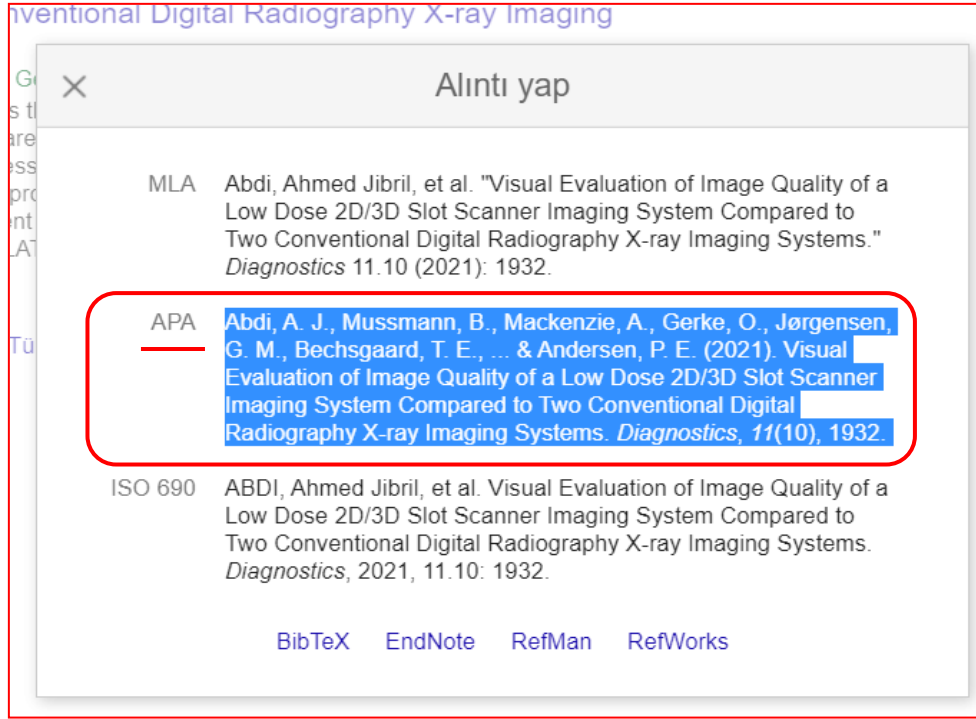 nventional Digital Radiography X-ray Imaging
Alıntı yap
MLA Abdi, Ahmed Jibril, et al. "Visual Evaluation of Image Quality of a
Low Dose 2D/3D Slot Scanner Imaging System Compared to
Two Conventional Digital Radiography X-ray Imaging Systems."
Diagnostics 11.10 (2021): 1932.
APA Abdi, A. J., Mussmann, B., Mackenzie, A., Gerke, O., Jørgensen,
G. M., Bechsgaard, T. E., ... & Andersen, P. E. (2021). Visual
Evaluation of Image Quality of a Low Dose 2D/3D Slot Scanner
Imaging System Compared to Two Conventional Digital
Radiography X-ray Imaging Systems. Diagnostics, 11(10), 1932.
ISO 690 ABDI, Ahmed Jibril, et al. Visual Evaluation of Image Quality of a
Low Dose 2D/3D Slot Scanner Imaging System Compared to
Two Conventional Digital Radiography X-ray Imaging Systems.
Diagnostics, 2021, 11.10: 1932.
BibTeX EndNote RefMan RefWorks